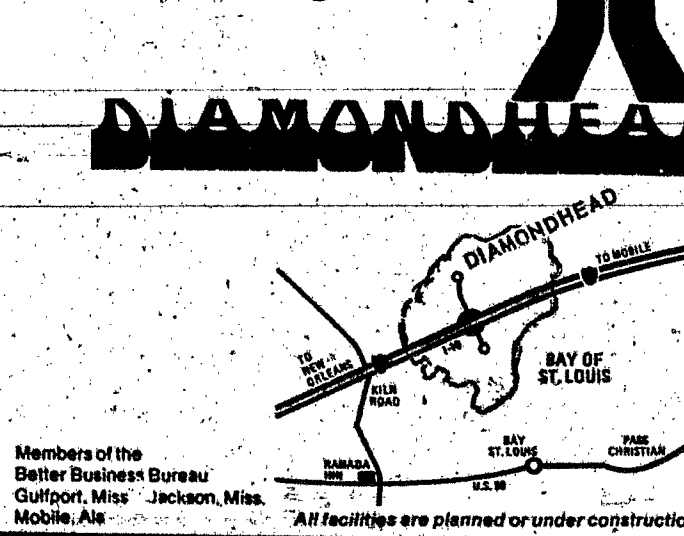 DIAMONDHEA
DIAMONDHEAD
TO MOBILE
TO
NEW
ORLEANS
I-10
KILN
ROAD
BAY OF
ST. LOUIS
BAY
ST. LOUIS
PASS
CHRISTIAN
RAMADA
INN
U.S. 90
Members of the
Better Business Bureau
Gulfport, Miss Jackson, Miss.
Mobile, Ala
All facilities are planned or under constructio